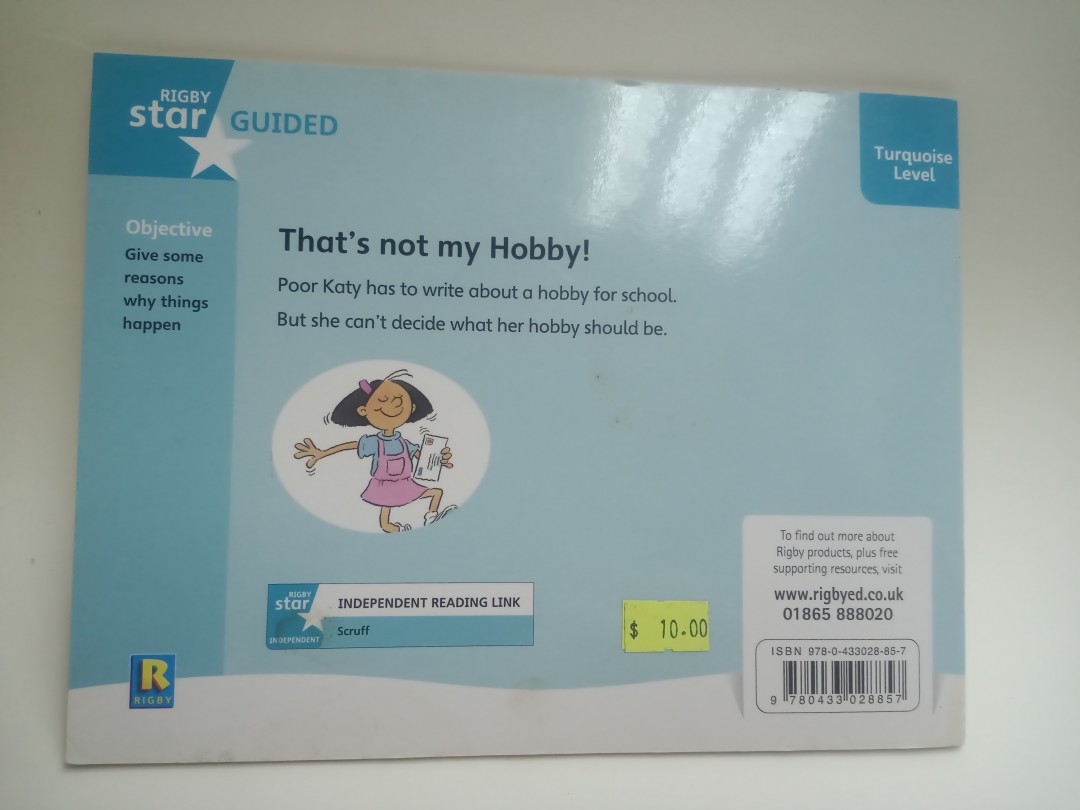 RIGBY
star GUIDED
Turquoise
Level
Objective
Give some
reasons
why things
happen
That's not my Hobby!
Poor Katy has to write about a hobby for school.
But she can't decide what her hobby should be.
RIGBY
star
INDEPENDENT
INDEPENDENT READING LINK
Scruff
$ 10.00
To find out more about
Rigby products, plus free
supporting resources, visit
www.rigbyed.co.uk
01865 888020
ISBN 978-0-433028-85-7
9 780433 028857
R
RIGBY